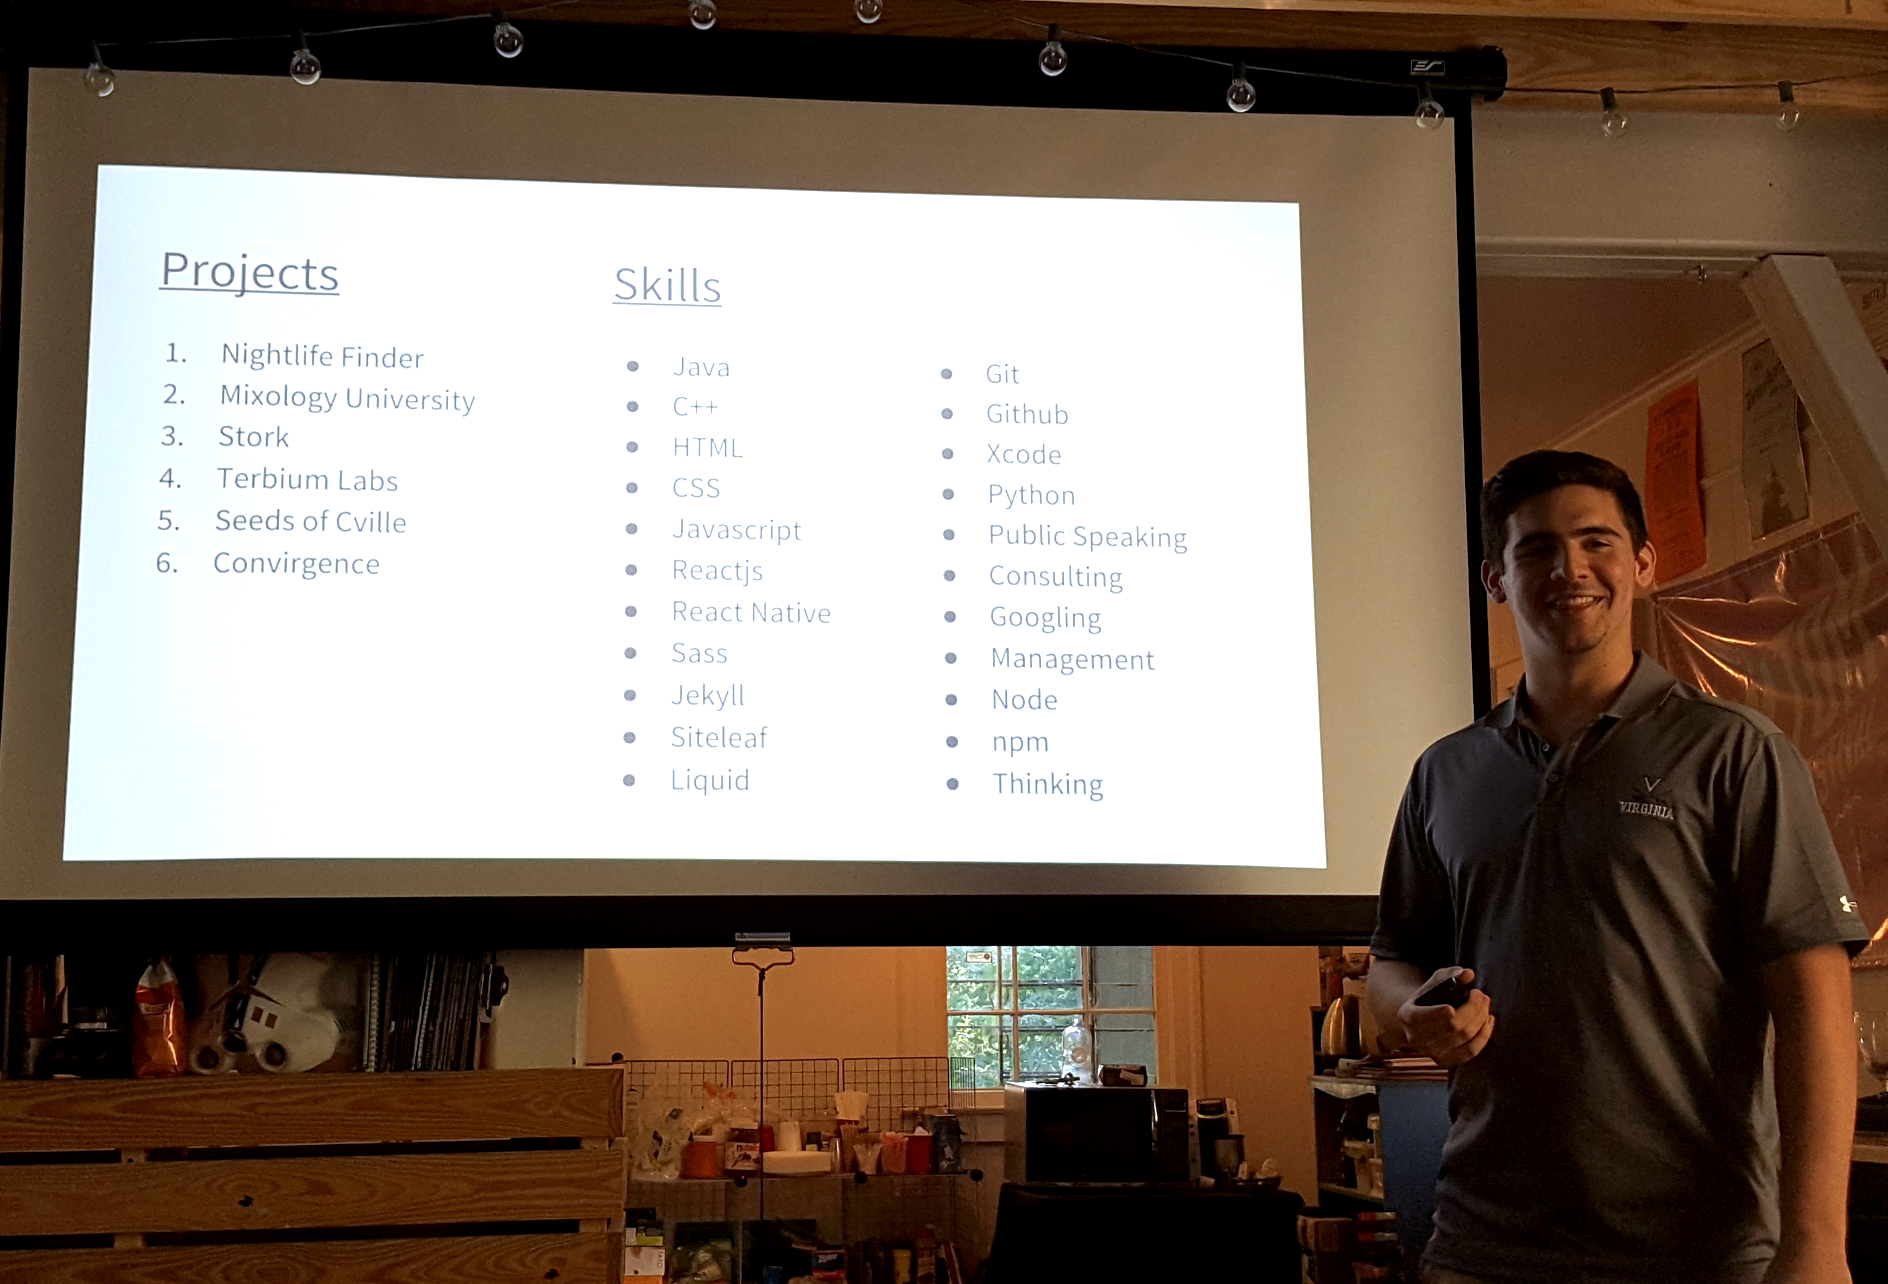 Projects
1. Nightlife Finder
2. Mixology University
3. Stork
4. Terbium Labs
5. Seeds of Cville
6. Convirgence
Skills
• Java
• C++
• HTML
• CSS
• Javascript
• Reactjs
• React Native
• Sass
• Jekyll
• Siteleaf
• Liquid
• Git
• Github
• Xcode
• Python
• Public Speaking
• Consulting
• Googling
• Management
• Node
• npm
• Thinking
V
VIRGINIA
ES